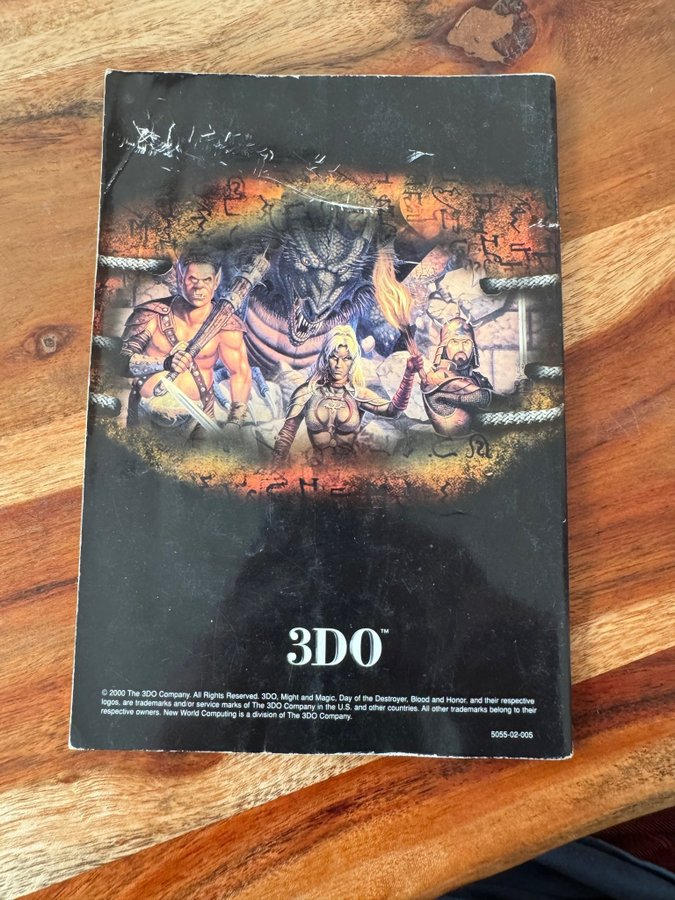 3DO™
© 2000 The 3DO Company. All Rights Reserved. 3DO, Might and Magic, Day of the Destroyer, Blood and Honor, and their respective
logos, are trademarks and/or service marks of The 3DO Company in the U.S. and other countries. All other trademarks belong to their
respective owners. New World Computing is a division of The 3DO Company.
5055-02-005